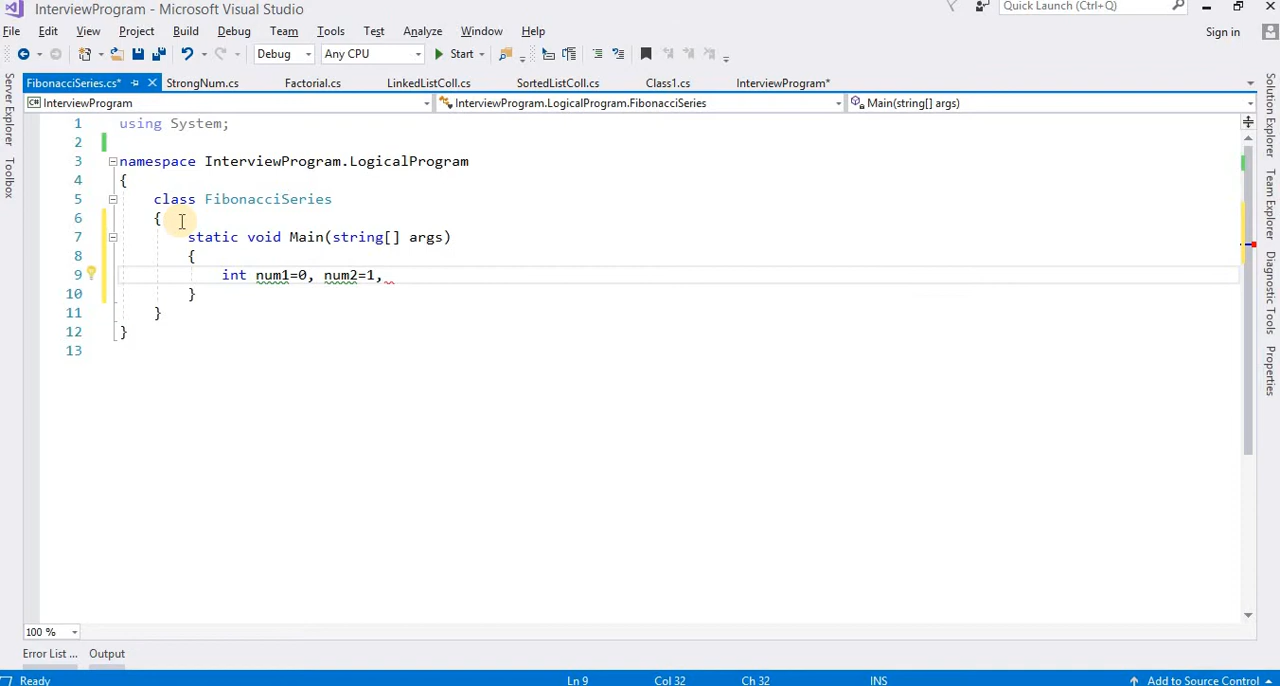 InterviewProgram - Microsoft Visual Studio
Quick Launch (Ctrl+Q)
File Edit View Project Build Debug Team Tools Test Analyze Window Help
Sign in
Debug Any CPU Start
FibonacciSeries.cs* StrongNum.cs Factorial.cs LinkedListColl.cs SortedListColl.cs Class1.cs InterviewProgram*
C# InterviewProgram InterviewProgram.LogicalProgram.FibonacciSeries Main(string[] args)
Server Explorer
Toolbox
1 using System;
2
3 namespace InterviewProgram.LogicalProgram
4 {
5 class FibonacciSeries
6 {
7 static void Main(string[] args)
8 {
9 int num1=0, num2=1,
10 }
11 }
12 }
13
Solution Explorer
Team Explorer
Diagnostic Tools
Properties
100 %
Error List ... Output
Ready Ln 9 Col 32 Ch 32 INS Add to Source Control